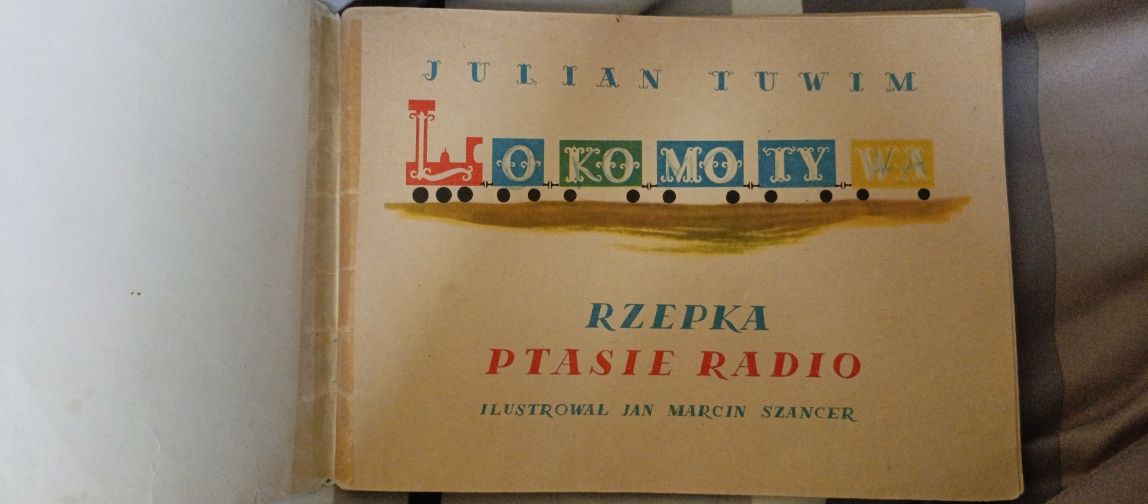 JULIAN TUWIM
LOKOMOTYWA
RZEPKA
PTASIE RADIO
ILUSTROWAŁ JAN MARCIN SZANCER